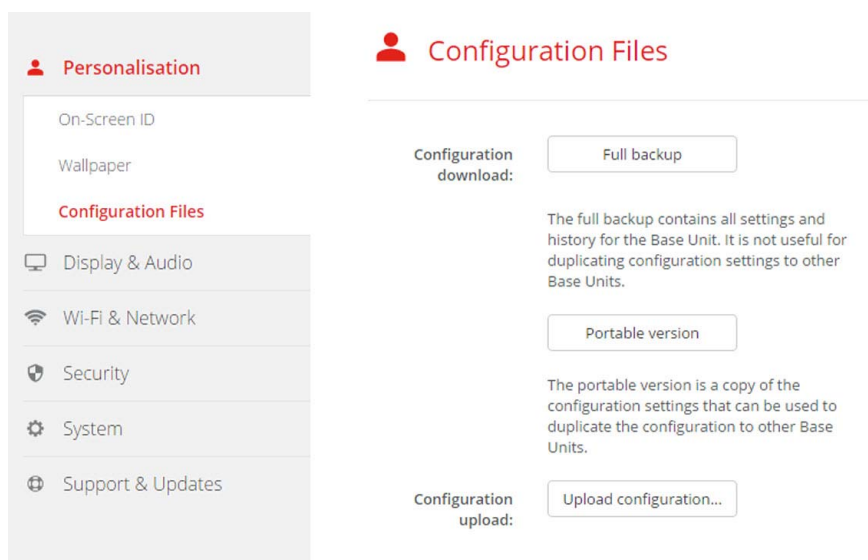 Personalisation
On-Screen ID
Wallpaper
Configuration Files
Display & Audio
Wi-Fi & Network
Security
System
Support & Updates
Configuration Files
Configuration
download:
Full backup
The full backup contains all settings and
history for the Base Unit. It is not useful for
duplicating configuration settings to other
Base Units.
Portable version
The portable version is a copy of the
configuration settings that can be used to
duplicate the configuration to other Base
Units.
Configuration
upload:
Upload configuration...